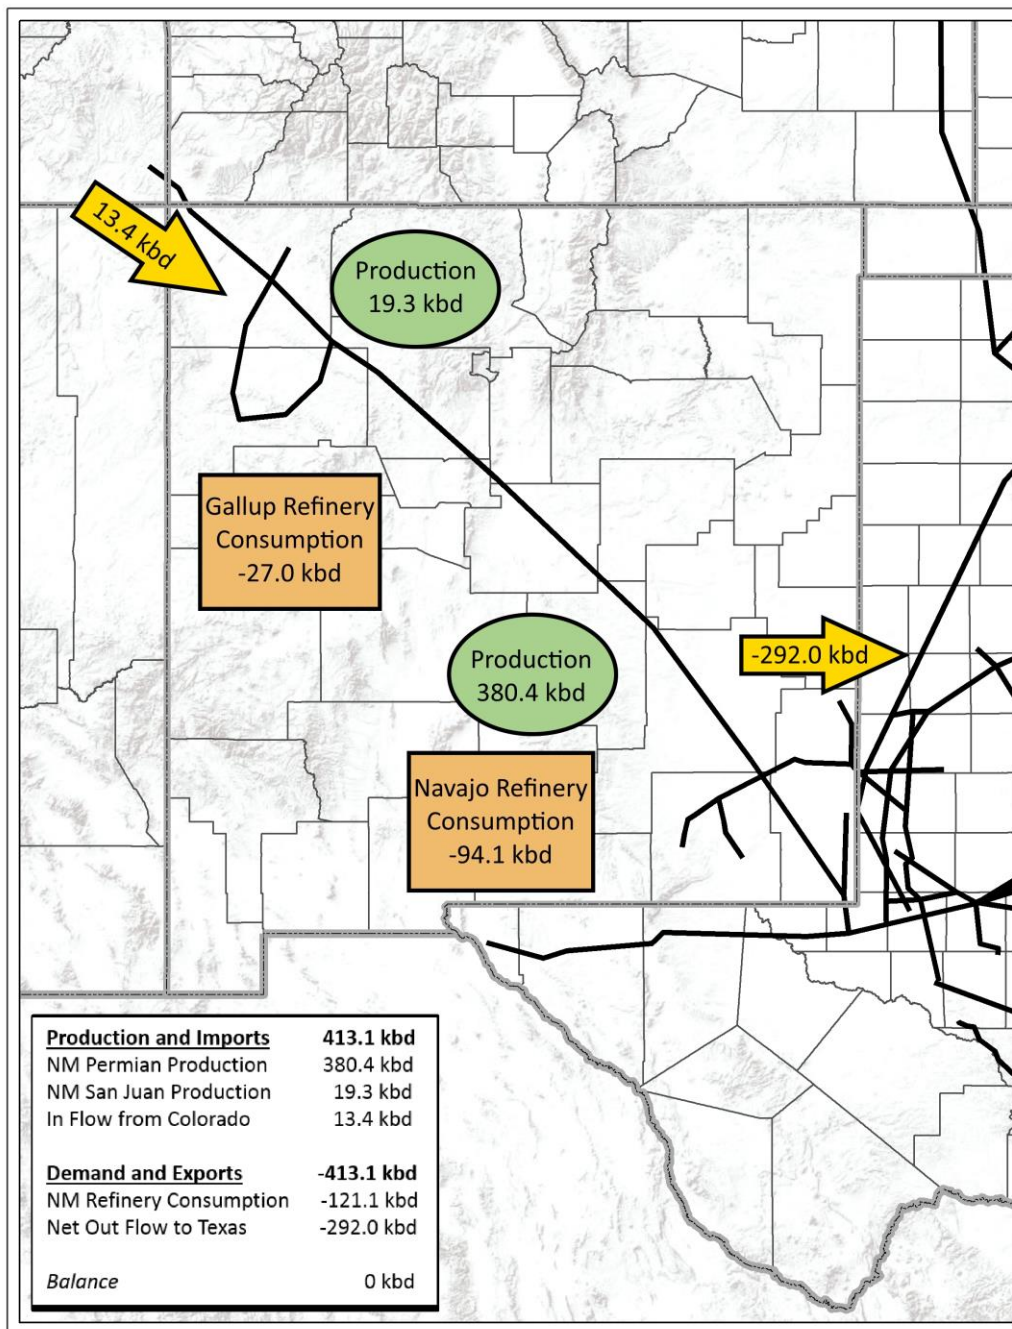 13.4 kbd
Production
19.3 kbd
Gallup Refinery
Consumption
-27.0 kbd
Production
380.4 kbd
-292.0 kbd
Navajo Refinery
Consumption
-94.1 kbd
Production and Imports 413.1 kbd
NM Permian Production 380.4 kbd
NM San Juan Production 19.3 kbd
In Flow from Colorado 13.4 kbd
Demand and Exports -413.1 kbd
NM Refinery Consumption -121.1 kbd
Net Out Flow to Texas -292.0 kbd
Balance 0 kbd